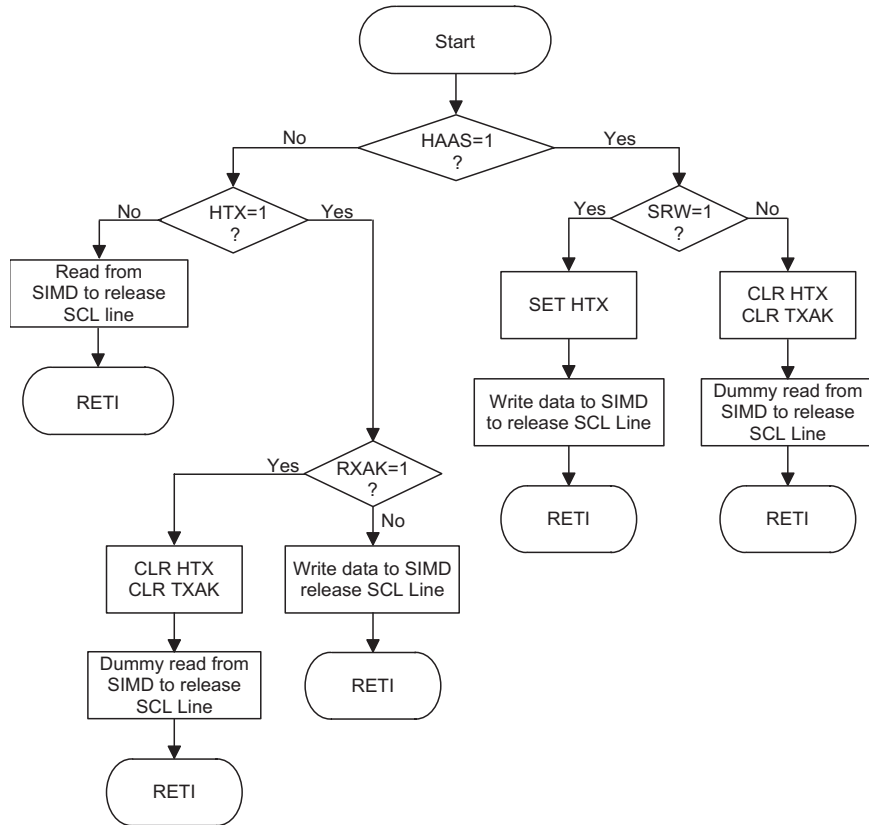 Start
HAAS=1
?
No
Yes
HTX=1
?
No
Yes
SRW=1
?
Yes
No
Read from
SIMD to release
SCL line
SET HTX
CLR HTX
CLR TXAK
RETI
Write data to SIMD
to release SCL Line
Dummy read from
SIMD to release
SCL Line
RXAK=1
?
Yes
No
RETI
RETI
CLR HTX
CLR TXAK
Write data to SIMD
release SCL Line
Dummy read from
SIMD to release
SCL Line
RETI
RETI